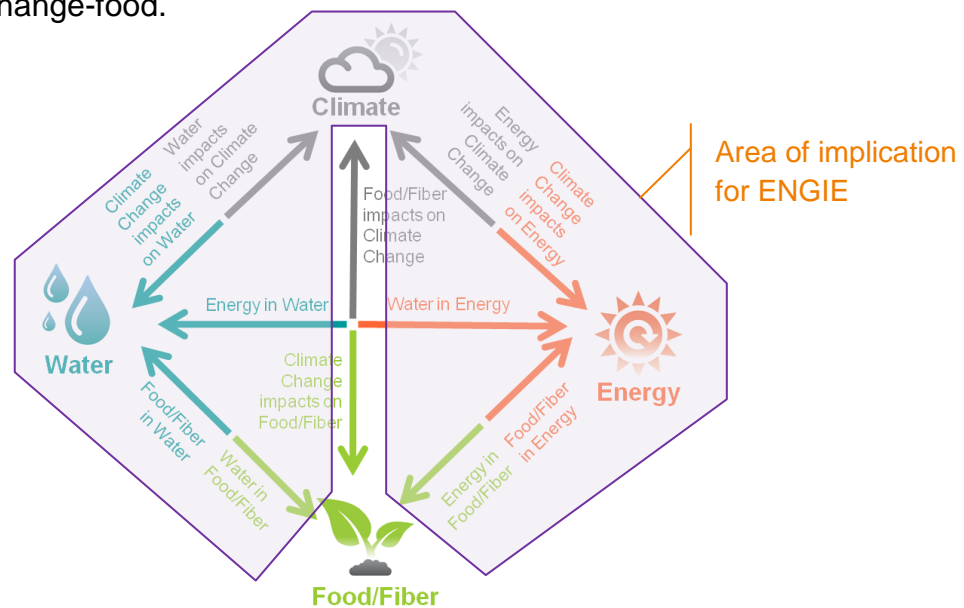 hange-food.
Climate
Water
impacts
on Climate
Change
Climate
Change
impacts
on Water
Energy
impacts on
Climate
Change
Climate
Change
impacts
on Energy
Area of implication
for ENGIE
Food/Fiber
impacts on
Climate
Change
Energy in Water
Water in Energy
Water
Energy
Climate
Change
impacts on
Food/Fiber
Food/Fiber
in Water
Water in
Food/Fiber
Food/Fiber
in Energy
Energy in
Food/Fiber
Food/Fiber